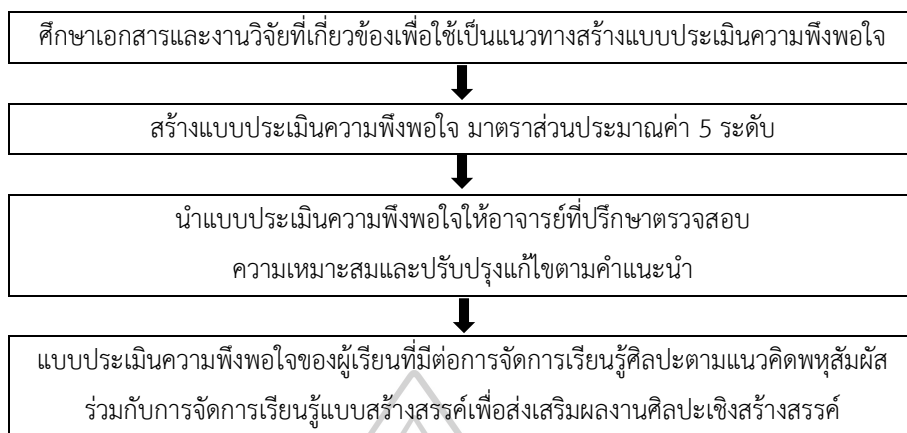 ศึกษาเอกสารและงานวิจัยที่เกี่ยวข้องเพื่อใช้เป็นแนวทางสร้างแบบประเมินความพึงพอใจ
สร้างแบบประเมินความพึงพอใจ มาตราส่วนประมาณค่า 5 ระดับ
นำแบบประเมินความพึงพอใจให้อาจารย์ที่ปรึกษาตรวจสอบ
ความเหมาะสมและปรับปรุงแก้ไขตามคำแนะนำ
แบบประเมินความพึงพอใจของผู้เรียนที่มีต่อการจัดการเรียนรู้ศิลปะตามแนวคิดพหุสัมผัส
ร่วมกับการจัดการเรียนรู้แบบสร้างสรรค์เพื่อส่งเสริมผลงานศิลปะเชิงสร้างสรรค์